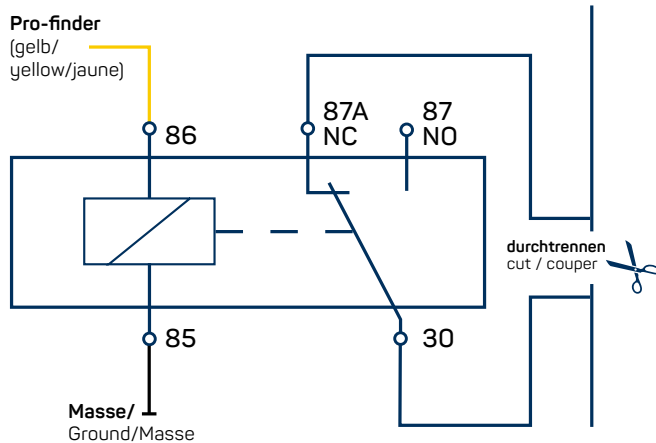 Pro-finder
(gelb/
yellow/jaune)
86
87A
NC
87
NO
durchtrennen
cut / couper
85
30
Masse/
Ground/Masse